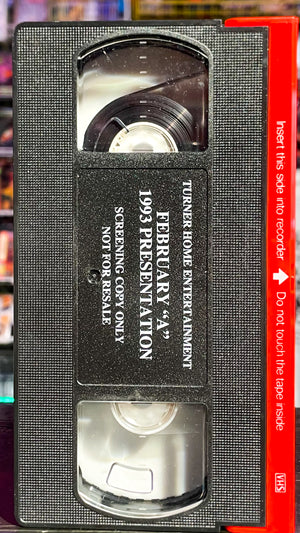 TURNER HOME ENTERTAINMENT
FEBRUARY "A"
1993 PRESENTATION
SCREENING COPY ONLY
NOT FOR RESALE
Insert this side into recorder Do not touch the tape inside
VHS